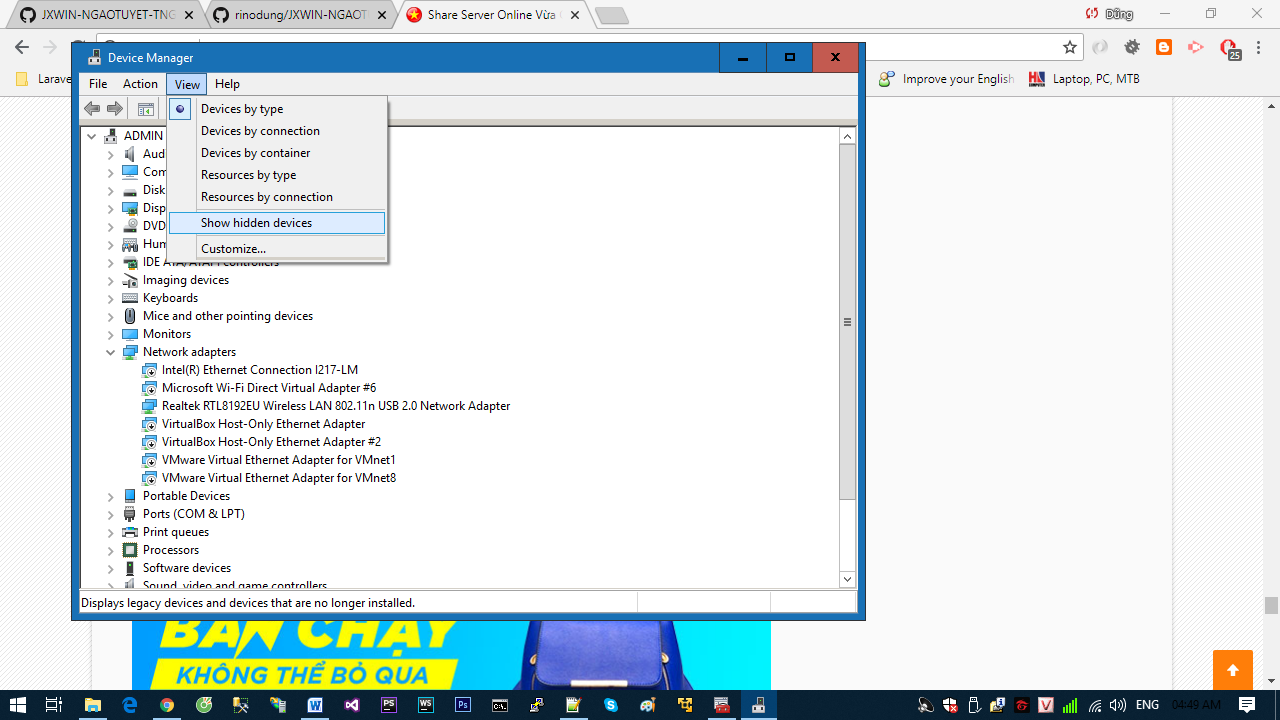 JXWIN-NGAOTUYET-TNG
rinodung/JXWIN-NGAOT
Share Server Online Vừa
Dũng
25
Larave
Improve your English
Laptop, PC, MTB
Device Manager
File Action View Help
Devices by type
Devices by connection
Devices by container
Resources by type
Resources by connection
Show hidden devices
Customize...
ADMIN
Aud
Com
Disk
Disp
DVD
Hum
IDE ATA/ATAPI controllers
Imaging devices
Keyboards
Mice and other pointing devices
Monitors
Network adapters
Intel(R) Ethernet Connection I217-LM
Microsoft Wi-Fi Direct Virtual Adapter #6
Realtek RTL8192EU Wireless LAN 802.11n USB 2.0 Network Adapter
VirtualBox Host-Only Ethernet Adapter
VirtualBox Host-Only Ethernet Adapter #2
VMware Virtual Ethernet Adapter for VMnet1
VMware Virtual Ethernet Adapter for VMnet8
Portable Devices
Ports (COM & LPT)
Print queues
Processors
Software devices
Sound, video and game controllers
Displays legacy devices and devices that are no longer installed.
BÁN CHẠY
KHÔNG THỂ BỎ QUA
ENG 04:49 AM